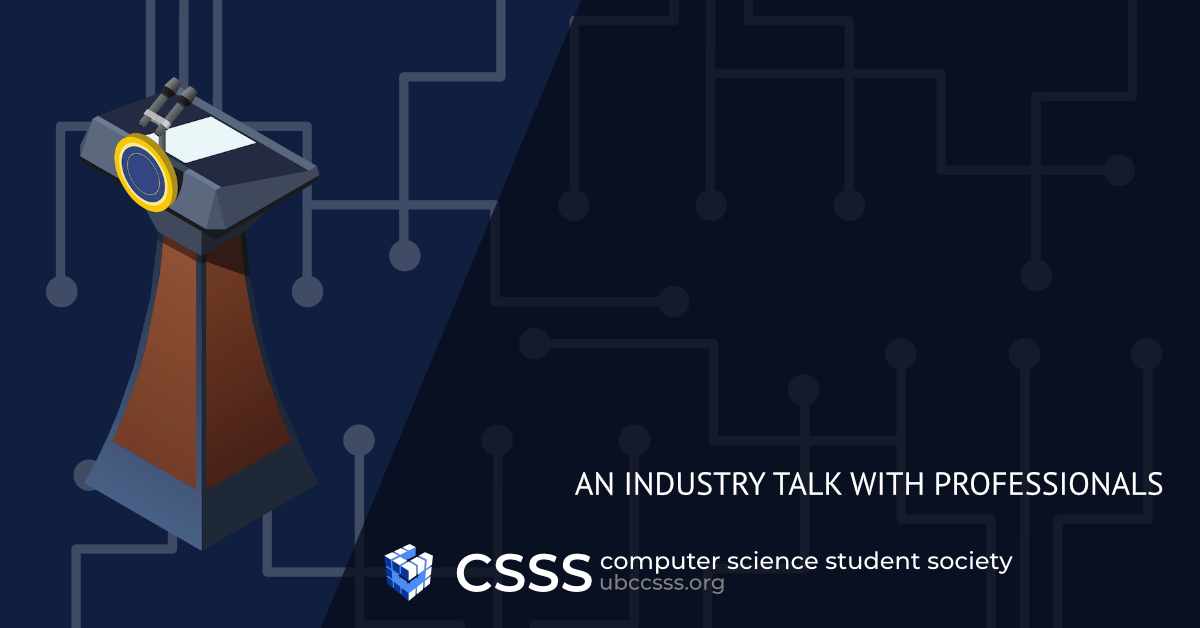 AN INDUSTRY TALK WITH PROFESSIONALS
CSSS computer science student society
ubccsss.org